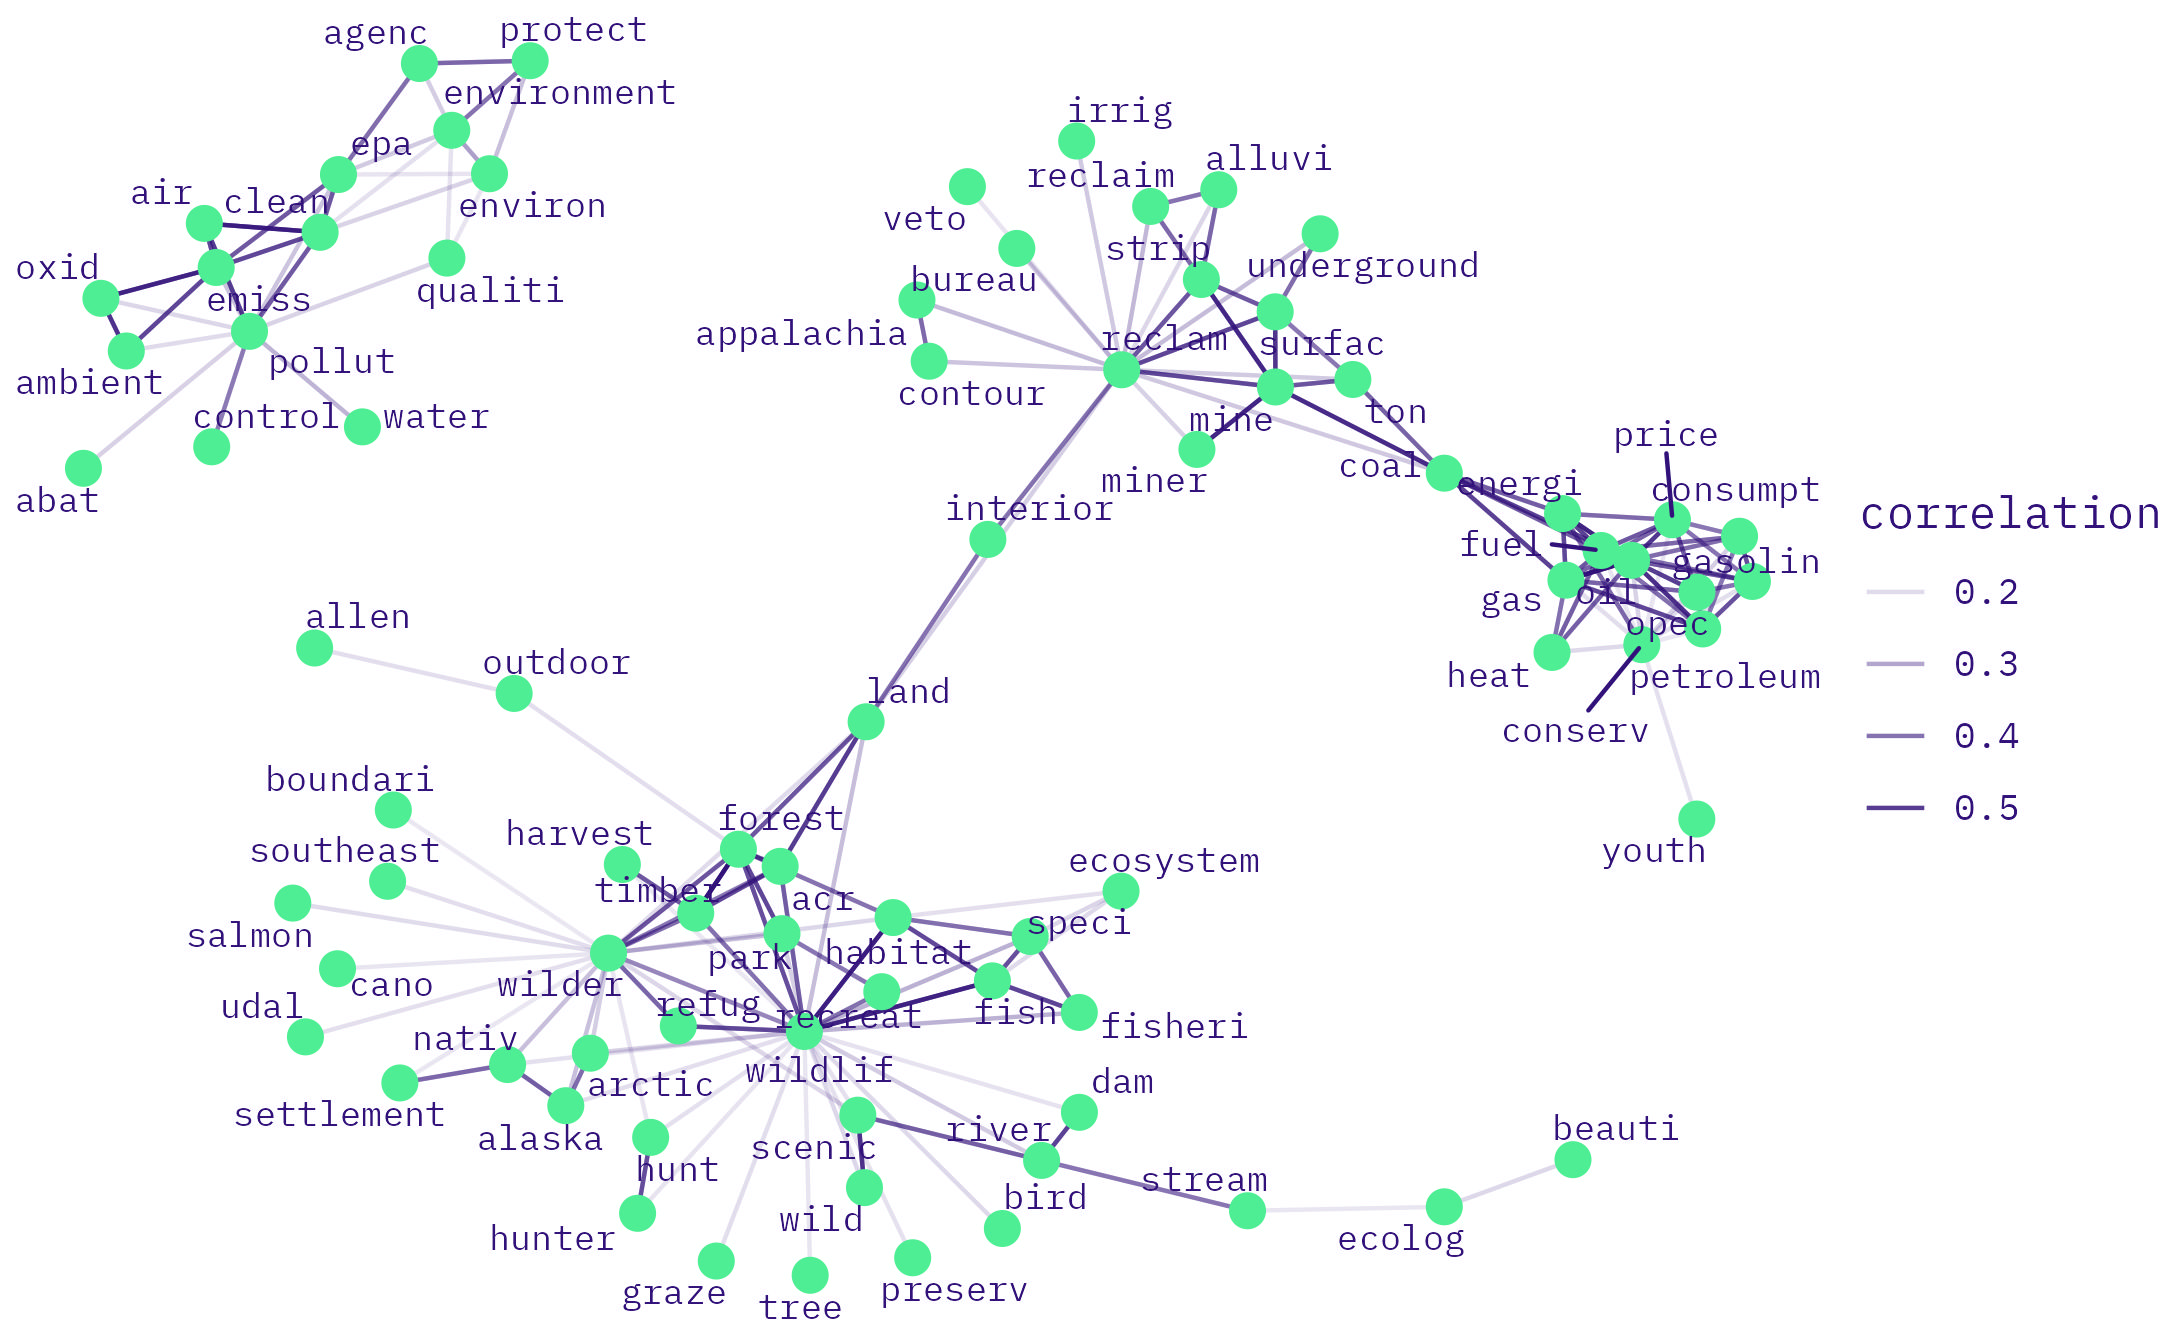 agenc
protect
environment
epa
air
clean
environ
oxid
emiss
qualiti
pollut
ambient
control
water
abat
irrig
reclaim
alluvi
veto
strip
underground
bureau
appalachia
reclam
surfac
contour
mine
ton
miner
coal
price
energi
consumpt
interior
fuel
gasolin
gas
oil
opec
heat
petroleum
conserv
youth
correlation
0.2
0.3
0.4
0.5
allen
outdoor
land
boundari
harvest
forest
southeast
timber
acr
ecosystem
salmon
speci
cano
wilder
park
habitat
udal
refug
recreat
fish
fisheri
nativ
wildlif
arctic
dam
settlement
alaska
scenic
river
hunt
bird
stream
beauti
hunter
wild
ecolog
graze
tree
preserv